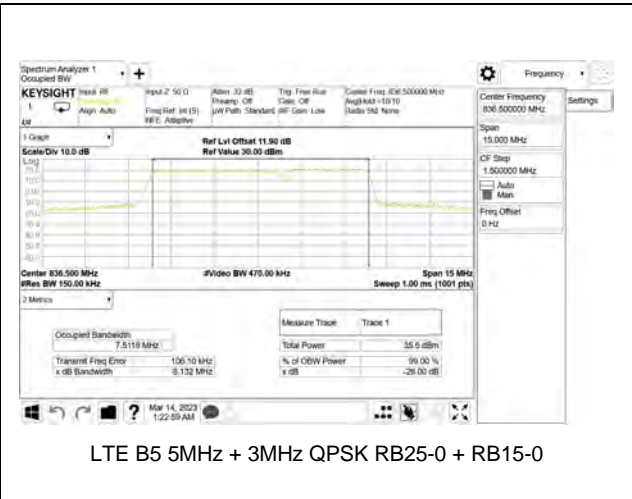 Spectrum Analyzer 1
Occupied BW
Frequency
KEYSIGHT Input: RF Input Z: 50 Ω Atten: 32 dB Trig: Free Run Center Freq: 836.500000 MHz
Preamp: Off Gate: Off Avg|Hold: >10/10
Align: Auto Freq Ref: Int (S) µW Path: Standard #IF Gain: Low Radio Std: None
NFE: Adaptive
Center Frequency
836.500000 MHz
Settings
Span
15.000 MHz
CF Step
1.500000 MHz
Auto
Man
Freq Offset
0 Hz
1 Graph
Scale/Div 10.0 dB
Ref Lvl Offset 11.90 dB
Ref Value 30.00 dBm
Log
Center 836.500 MHz #Video BW 470.00 kHz Span 15 MHz
#Res BW 150.00 kHz Sweep 1.00 ms (1001 pts)
2 Metrics
Measure Trace Trace 1
Occupied Bandwidth
7.5118 MHz Total Power
Transmit Freq Error 106.10 kHz % of OBW Power 99.00 %
x dB Bandwidth 8.132 MHz x dB -26.00 dB
Mar 14, 2023
1:22:59 AM
LTE B5 5MHz + 3MHz QPSK RB25-0 + RB15-0